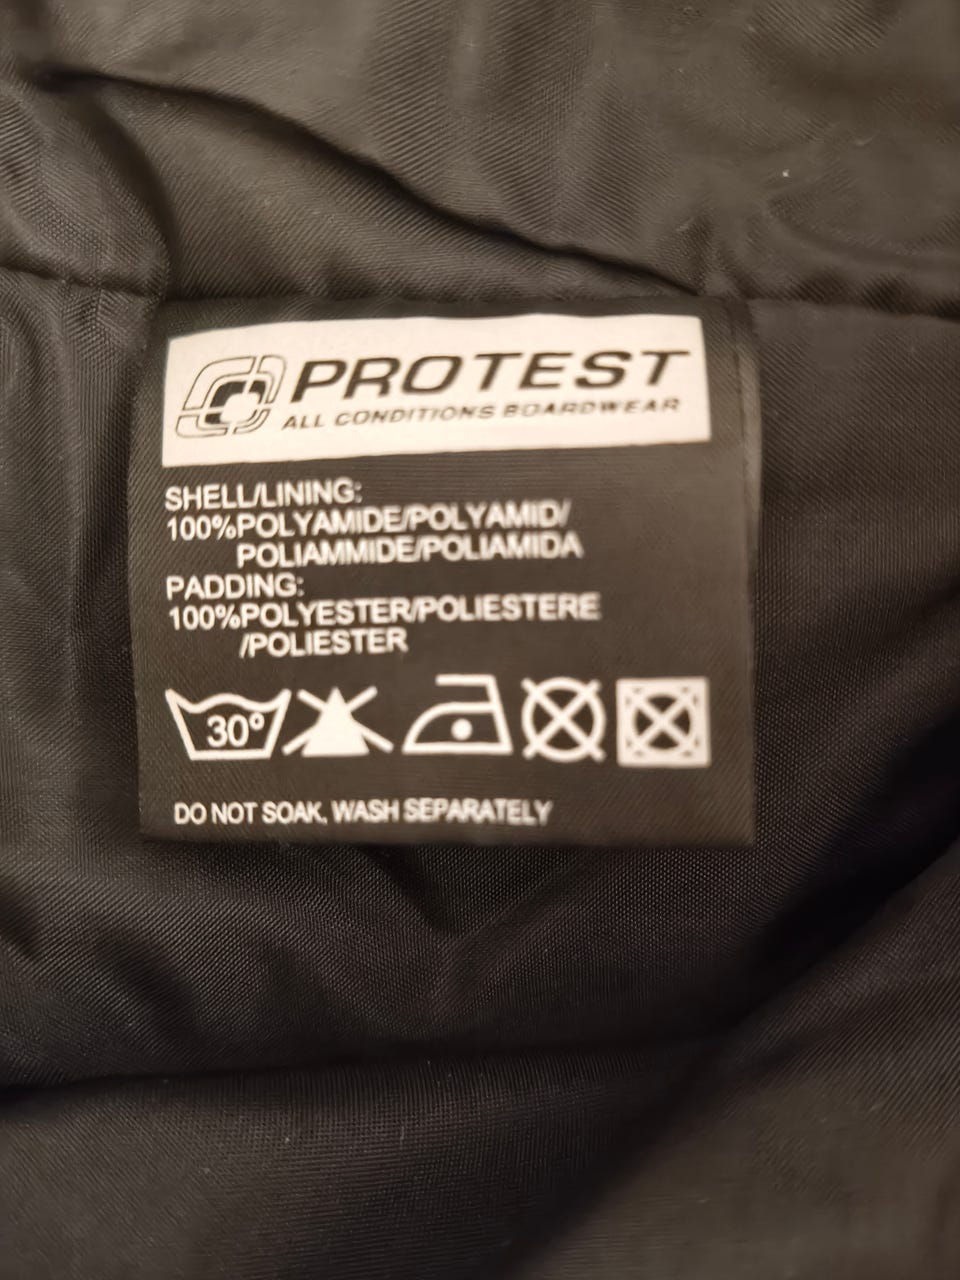 PROTEST
ALL CONDITIONS BOARDWEAR
SHELL/LINING:
100%POLYAMIDE/POLYAMID/
POLIAMMIDE/POLIAMIDA
PADDING:
100%POLYESTER/POLIESTERE
/POLIESTER
30°
DO NOT SOAK, WASH SEPARATELY